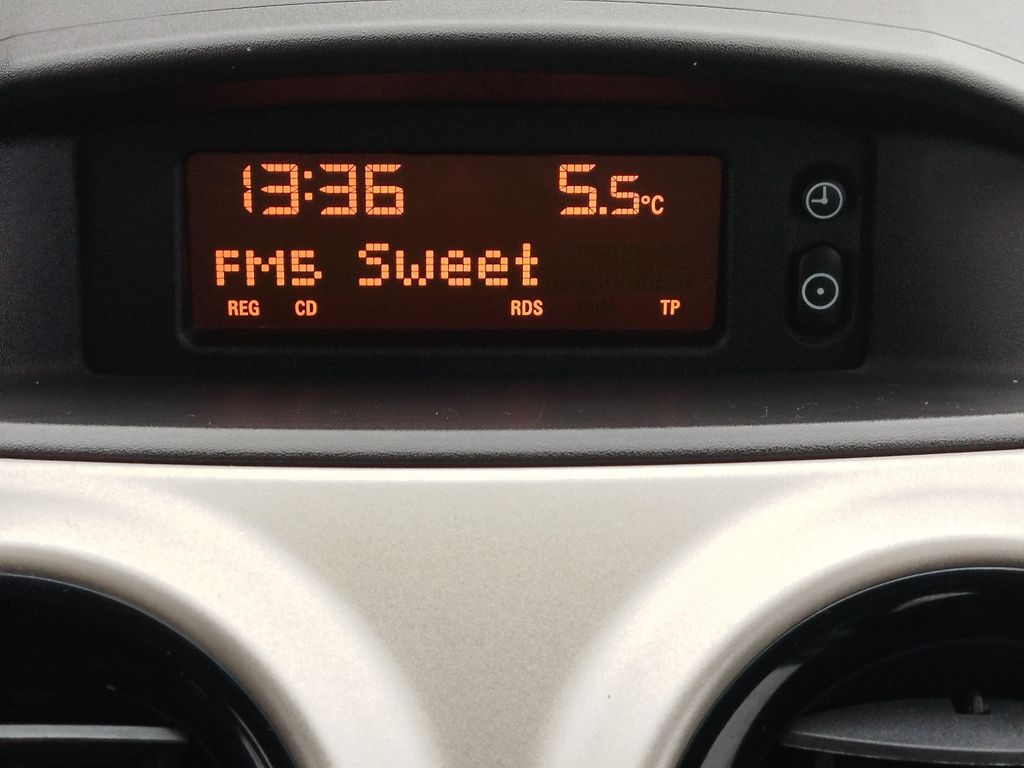 13:36 5.5°C
FM5 Sweet
REG CD RDS TP